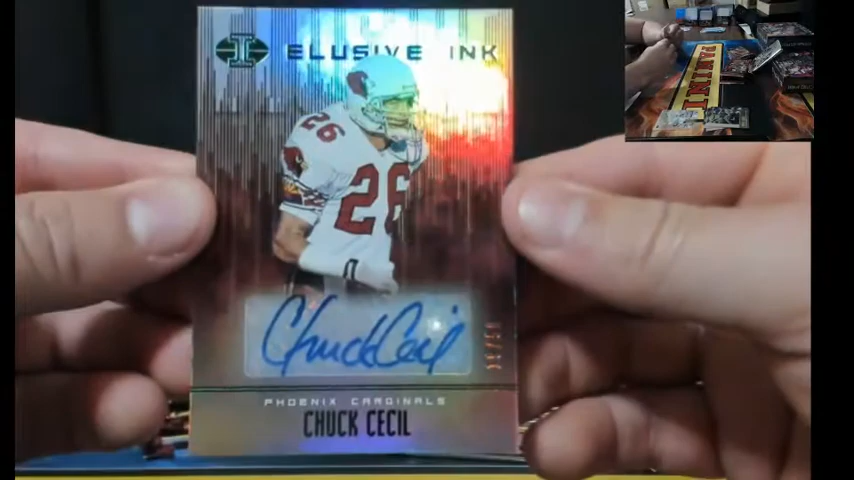 I ELUSIVE INK
26
26
Chuck Cecil
PHOENIX CARDINALS
CHUCK CECIL
PANINI